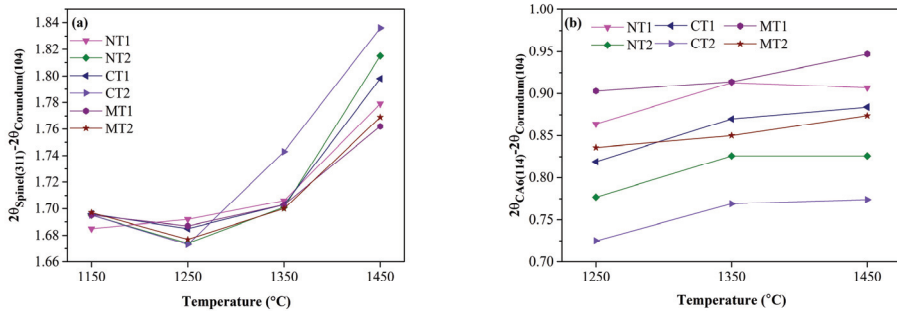 (a)
1.84
1.82
1.80
1.78
1.76
1.74
1.72
1.70
1.68
1.66
2θSpinel(311)-2θCorundum(104)
NT1
NT2
CT1
CT2
MT1
MT2
1150 1250 1350 1450
Temperature (°C)
(b)
1.00
0.95
0.90
0.85
0.80
0.75
0.70
2θCA6(114)-2θCorundum(104)
NT1 CT1 MT1
NT2 CT2 MT2
1250 1350 1450
Temperature (°C)